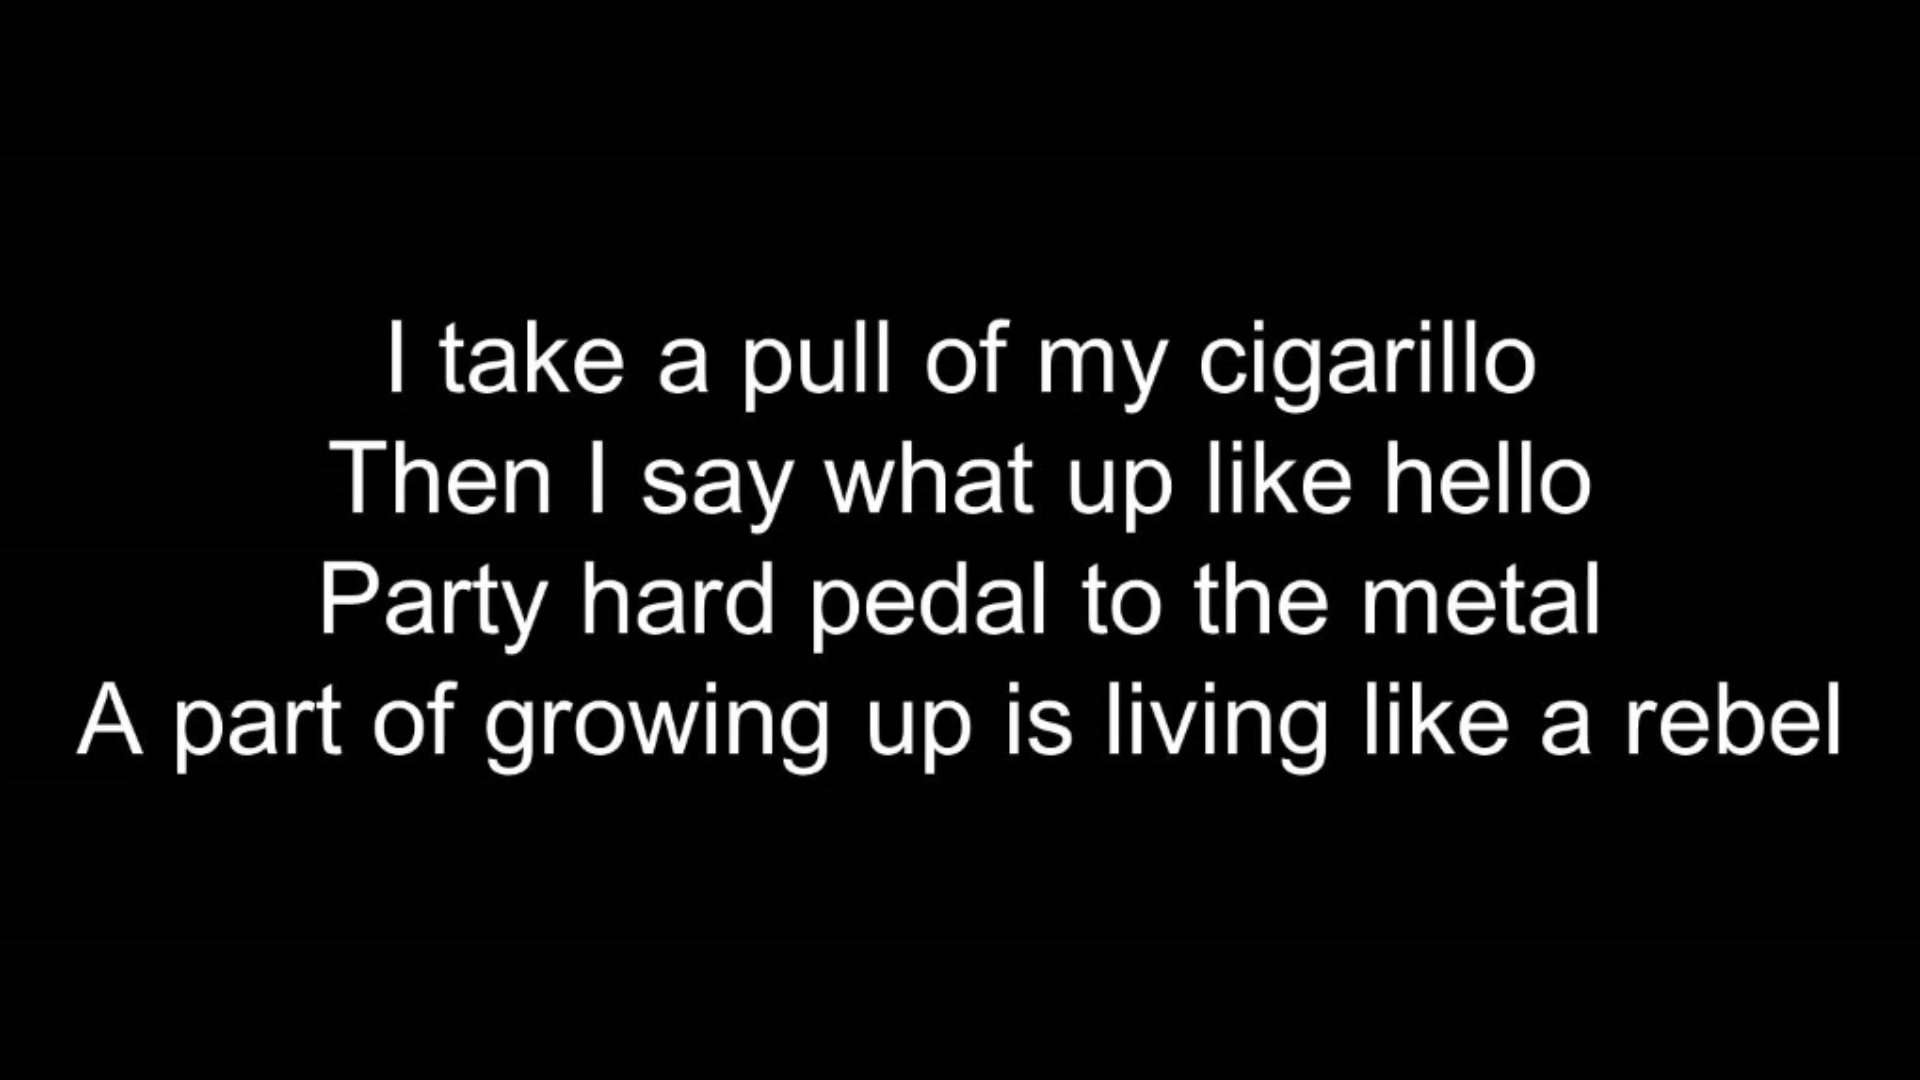 I take a pull of my cigarillo
Then I say what up like hello
Party hard pedal to the metal
A part of growing up is living like a rebel